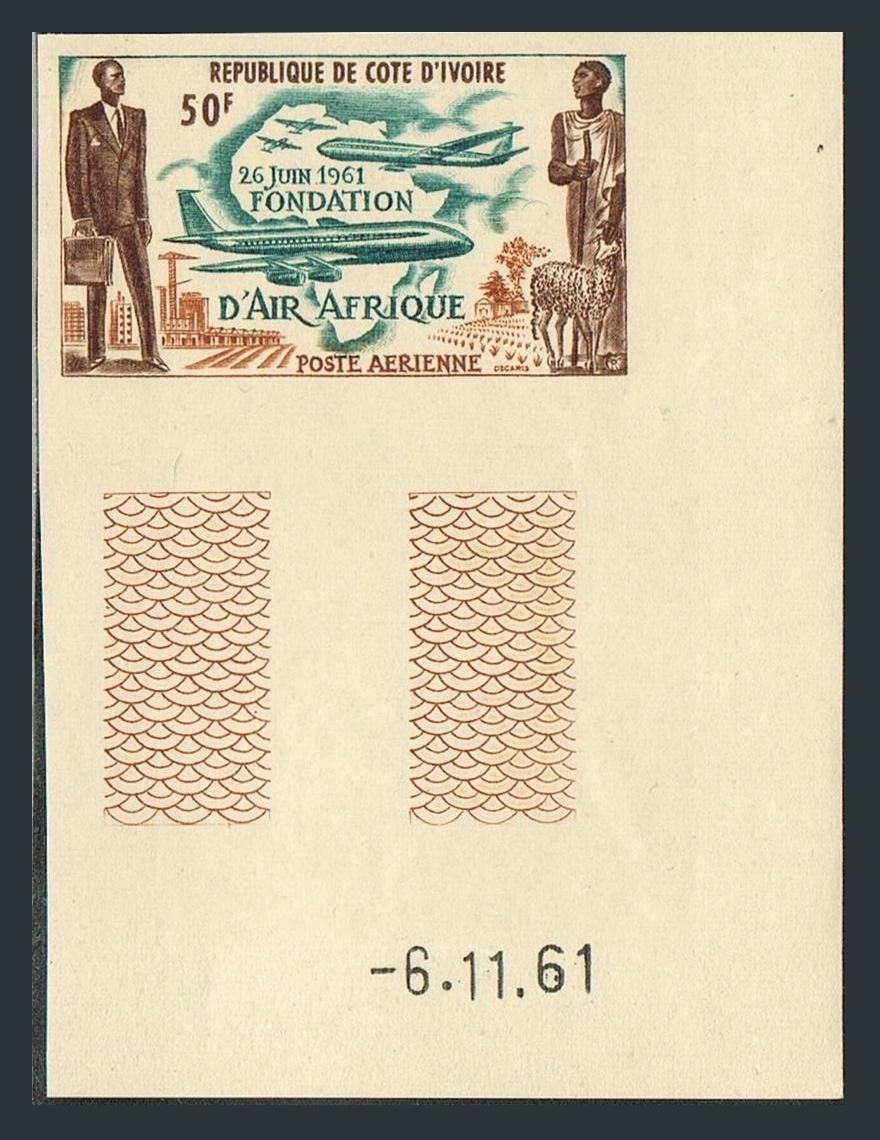 REPUBLIQUE DE COTE D'IVOIRE
50F
26 JUIN 1961
FONDATION
D'AIR AFRIQUE
POSTE AERIENNE
DECARIS
-6.11.61